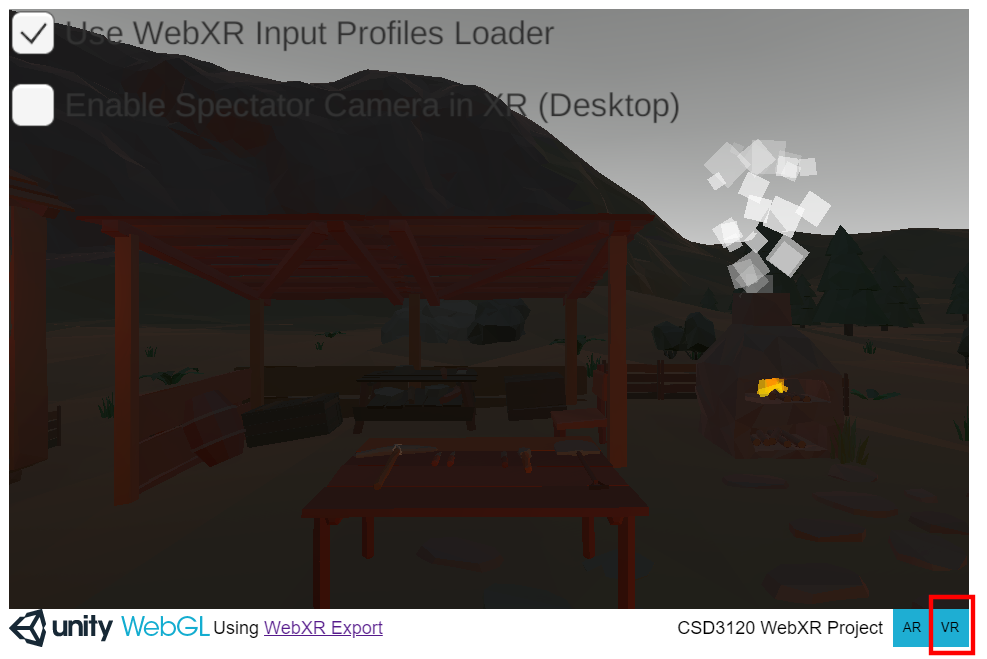 Use WebXR Input Profiles Loader
Enable Spectator Camera in XR (Desktop)
unity WebGL Using WebXR Export CSD3120 WebXR Project AR VR